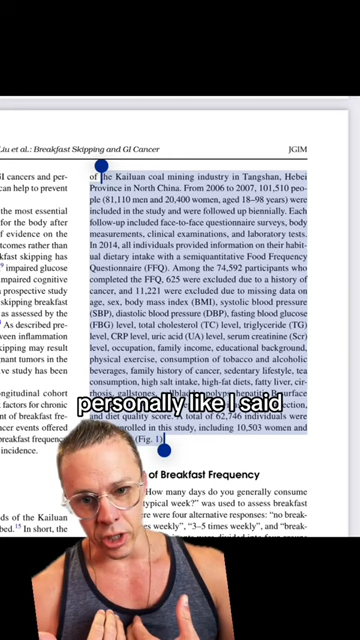 Liu et al.: Breakfast Skipping and GI Cancer
JGIM
GI cancers and per-
can help to prevent
the most essential
for the body after
f evidence on the
tcomes rather than
eakfast skipping has
impaired glucose
impaired cognitive
prospective study
skipping breakfast
as assessed by the
As described pre-
ween inflammation
kipping may result
gnant tumors in the
ive study has been
ngitudinal cohort
factors for chronic
t of breakfast fre-
cer events offered
breakfast frequency
incidence.
ds of the Kailuan
bed.15 In short, the
of the Kailuan coal mining industry in Tangshan, Hebei
Province in North China. From 2006 to 2007, 101,510 peo-
ple (81,110 men and 20,400 women, aged 18–98 years) were
included in the study and were followed up biennially. Each
follow-up included face-to-face questionnaire surveys, body
measurements, clinical examinations, and laboratory tests.
In 2014, all individuals provided information on their habit-
ual dietary intake with a semiquantitative Food Frequency
Questionnaire (FFQ). Among the 74,592 participants who
completed the FFQ, 625 were excluded due to a history of
cancer, and 11,221 were excluded due to missing data on
age, sex, body mass index (BMI), systolic blood pressure
(SBP), diastolic blood pressure (DBP), fasting blood glucose
(FBG) level, total cholesterol (TC) level, triglyceride (TG)
level, CRP level, uric acid (UA) level, serum creatinine (Scr)
level, occupation, family income, educational background,
physical exercise, consumption of tobacco and alcoholic
beverages, family history of cancer, sedentary lifestyle, tea
consumption, high salt intake, high-fat diets, fatty liver, cir-
surface
personally like I said
and diet quality score. A total of 62,746 individuals were
enrolled in this study, including 10,503 women and
(Fig. 1).
of Breakfast Frequency
How many days do you generally consume
typical week?" was used to assess breakfast
were four alternative responses: "no break-
times weekly", "3–5 times weekly", and "break-